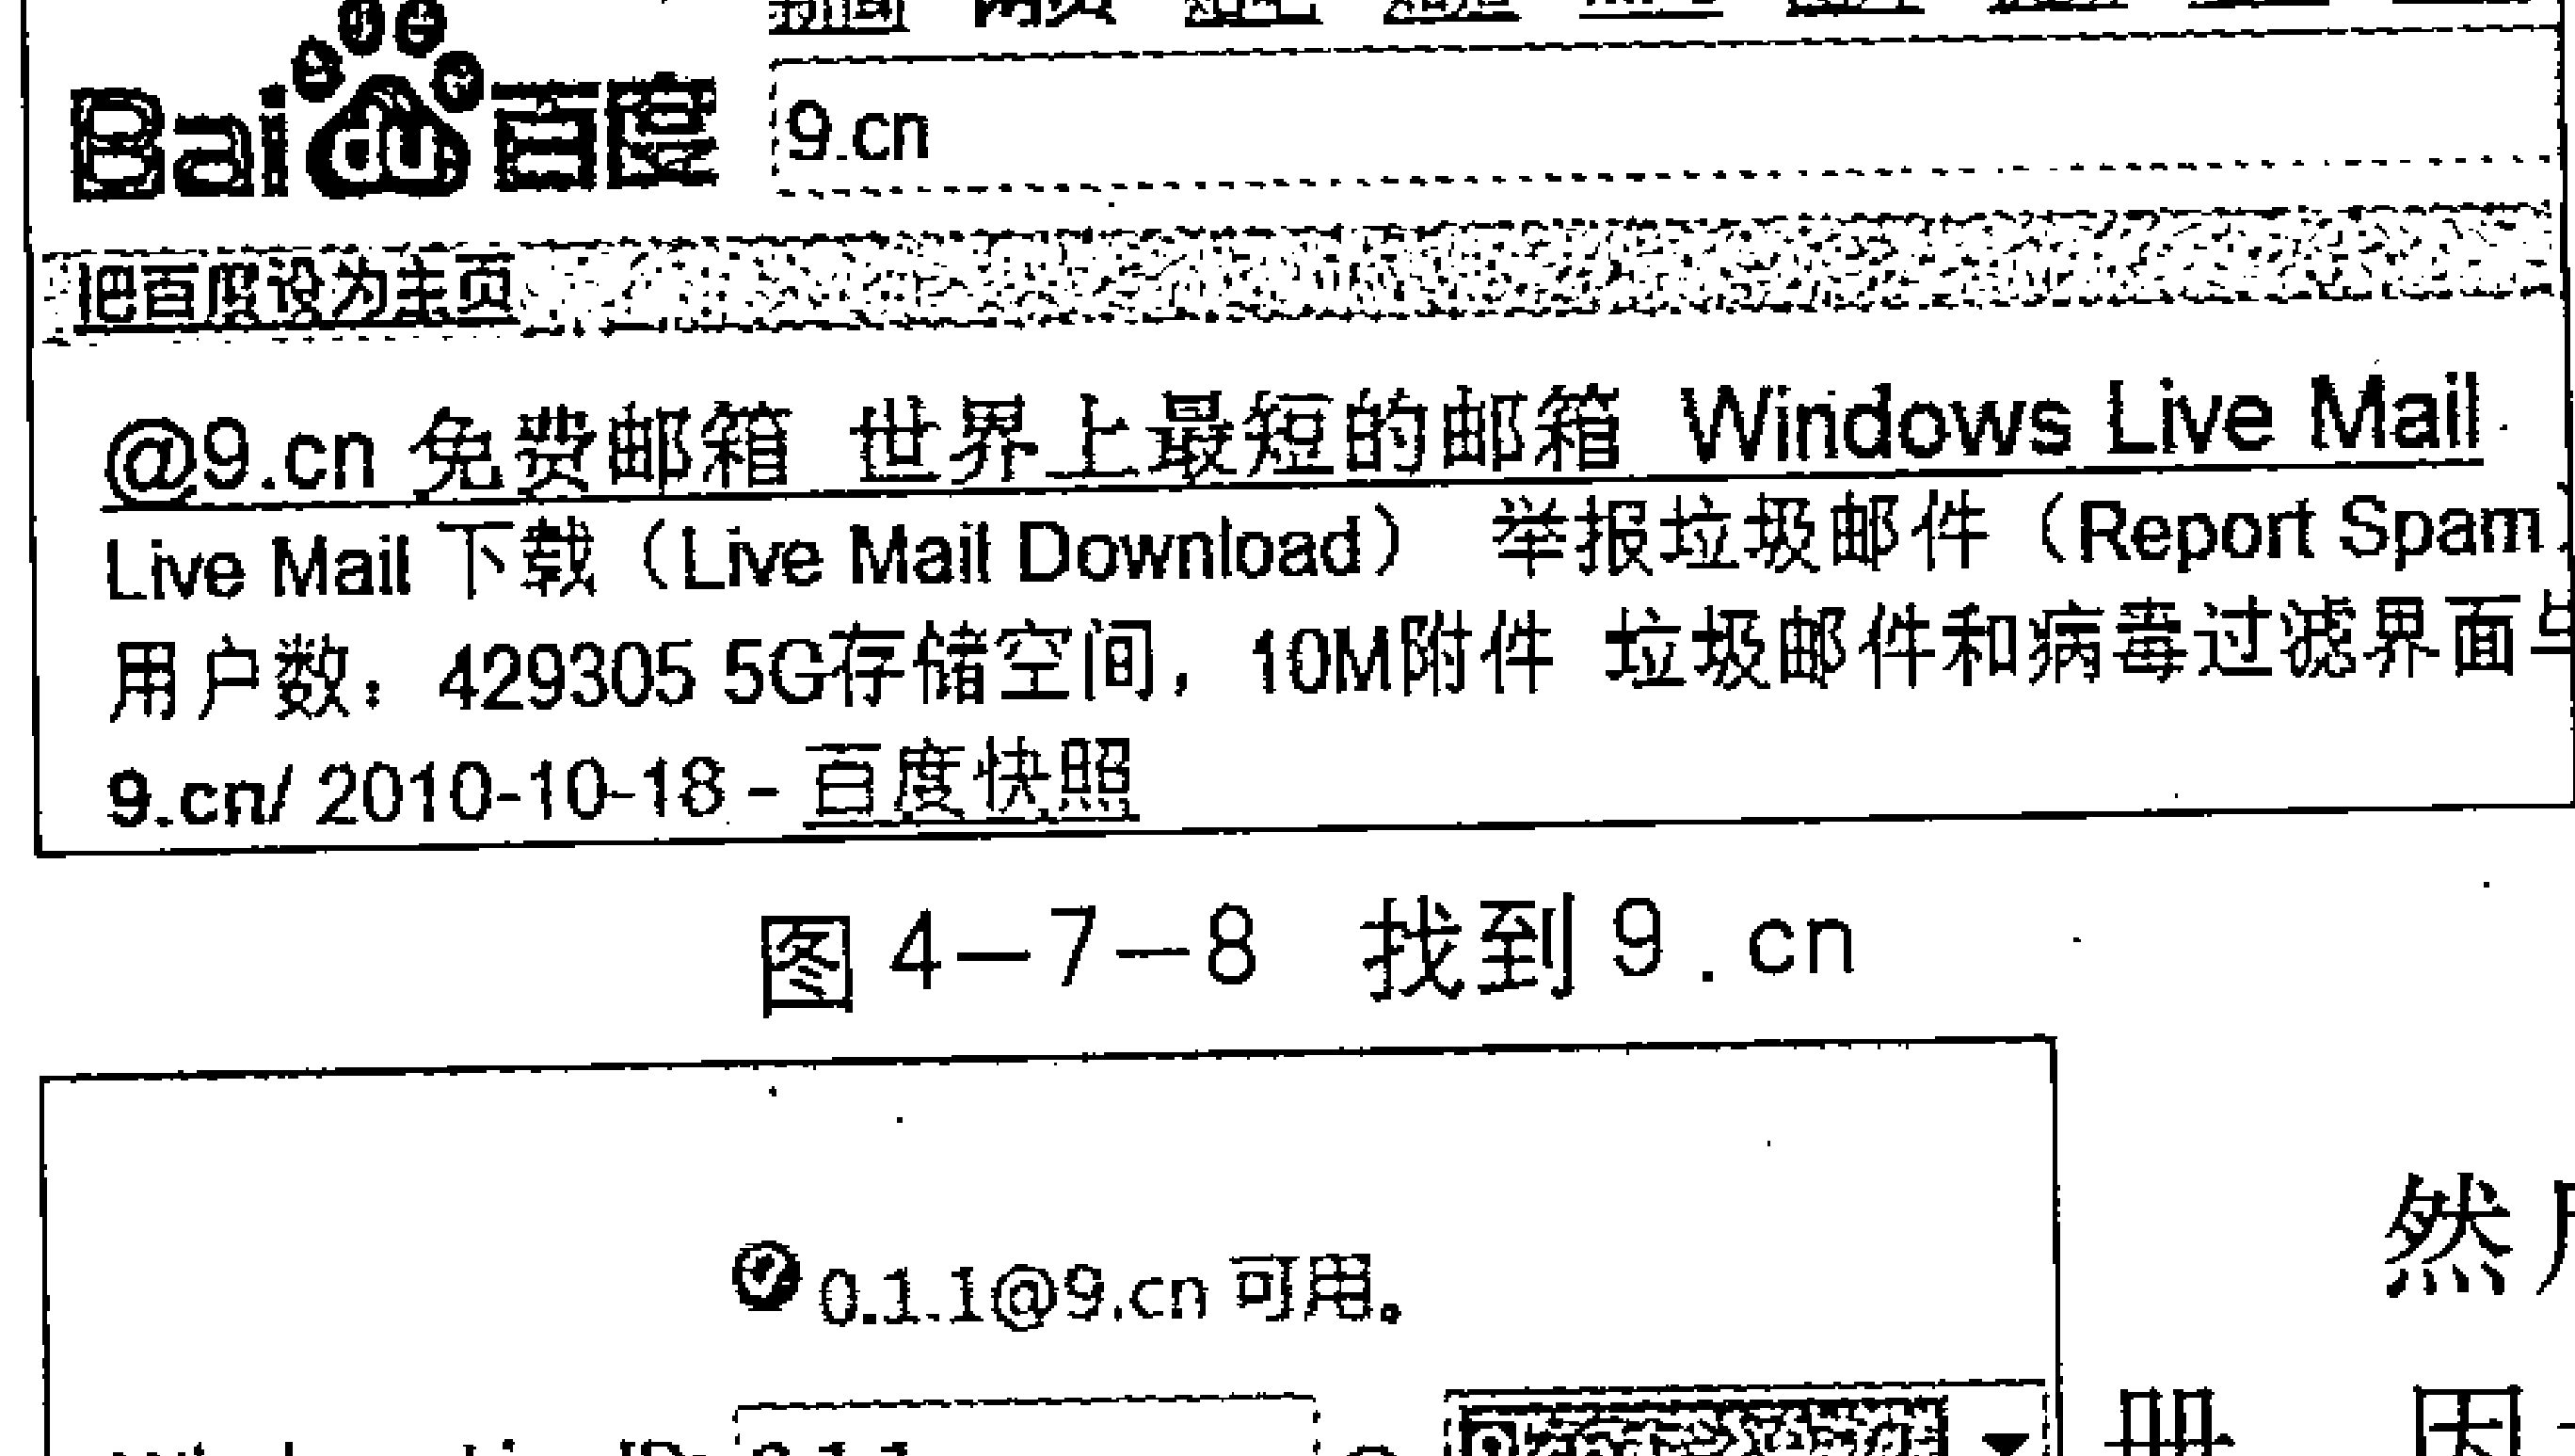 Baidu百度
9.cn
把百度设为主页
@9.cn 免费邮箱 世界上最短的邮箱 Windows Live Mail
Live Mail 下载（Live Mail Download） 举报垃圾邮件（Report Spam）
用户数：429305 5G存储空间，10M附件 垃圾邮件和病毒过滤界面
9.cn/ 2010-10-18 - 百度快照
图 4—7—8 找到 9 . cn
然
0.1.1@9.cn 可用。
册 因